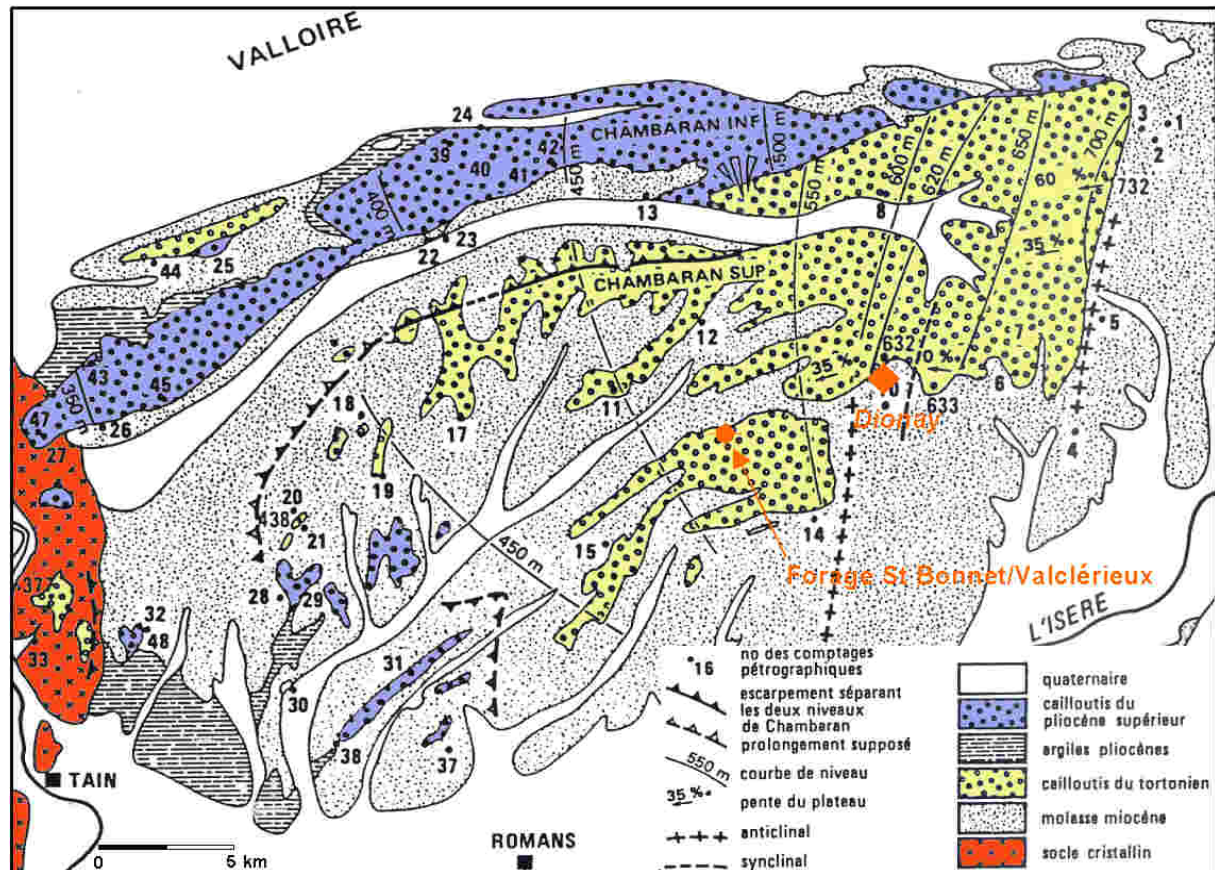 VALLOIRE
24
CHAMBARAN INF
39
42
40
41
450 m
500 m
400 m
13
550 m
8
600 m
620 m
650 m
700 m
60 ‰
35 ‰
732
3
1
2
44
25
22
23
CHAMBARAN SUP
12
11
17
18
19
20
438
21
632
35 ‰
0 ‰
633
7
6
5
4
Dionay
43
45
350 m
47
26
27
450 m
15
14
Forage St Bonnet/Valclérieux
L'ISERE
28
29
37
32
48
33
31
30
38
37
TAIN
0
5 km
ROMANS
16
no des comptages
pétrographiques
escarpement séparant
les deux niveaux
de Chambaran
prolongement supposé
550 m
courbe de niveau
35 ‰
pente du plateau
anticlinal
synclinal
quaternaire
cailloutis du
pliocène supérieur
argiles pliocènes
cailloutis du tortonien
molasse miocène
socle cristallin